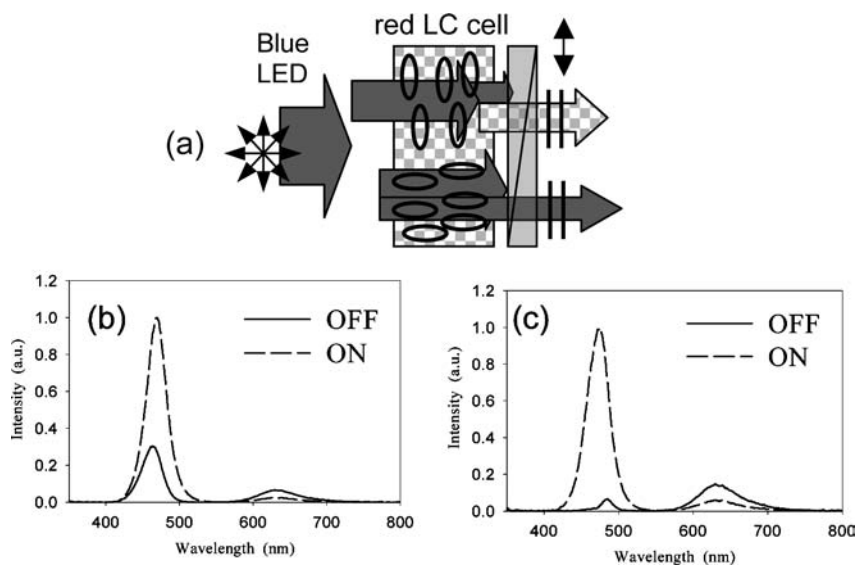 red LC cell
Blue
LED
(a)
(b)
OFF
ON
1.2
1.0
0.8
0.6
0.4
0.2
0.0
Intensity (a.u.)
400 500 600 700 800
Wavelength (nm)
(c)
OFF
ON
1.2
1.0
0.8
0.6
0.4
0.2
0.0
Intensity (a.u.)
400 500 600 700 800
Wavelength (nm)